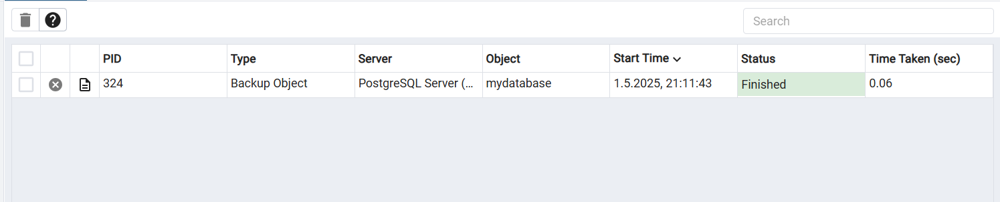 Search
PID Type Server Object Start Time Status Time Taken (sec)
324 Backup Object PostgreSQL Server (... mydatabase 1.5.2025, 21:11:43 Finished 0.06